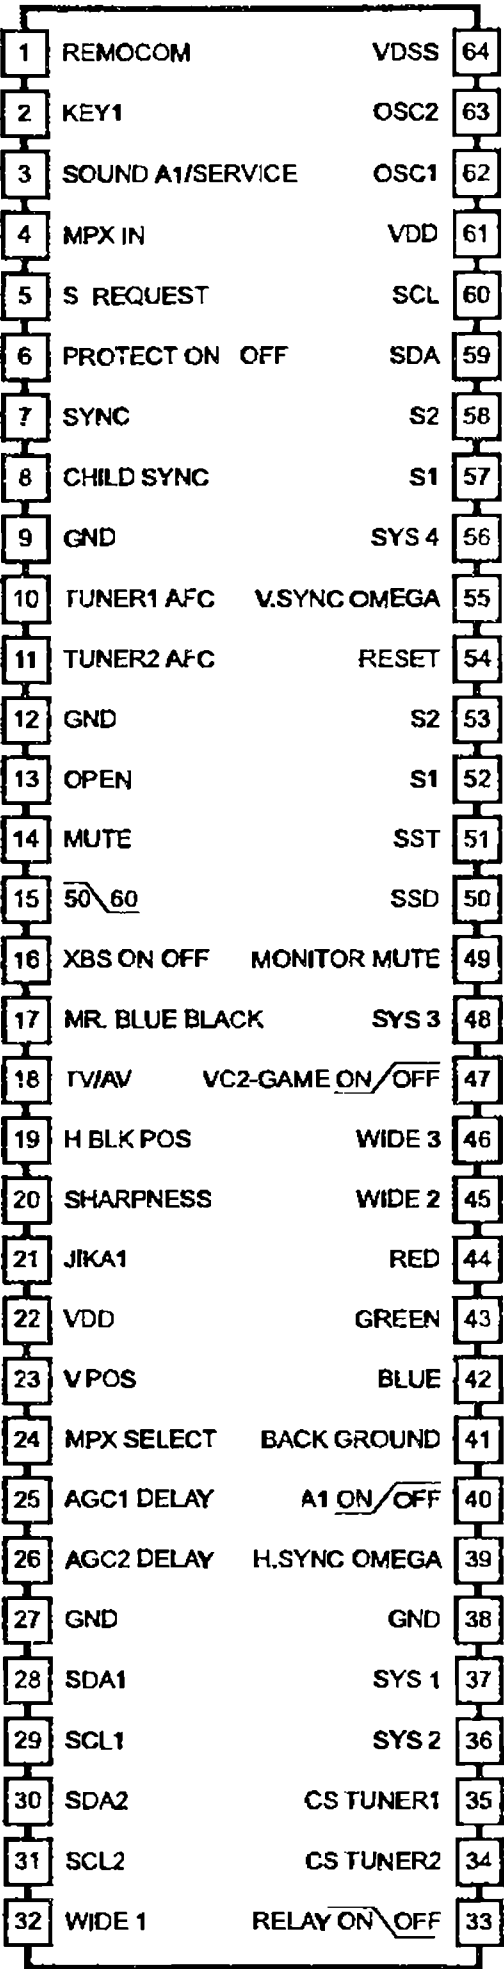 1 REMOCOM VDSS 64
2 KEY1 OSC2 63
3 SOUND A1/SERVICE OSC1 62
4 MPX IN VDD 61
5 S REQUEST SCL 60
6 PROTECT ON OFF SDA 59
7 SYNC S2 58
8 CHILD SYNC S1 57
9 GND SYS 4 56
10 TUNER1 AFC V.SYNC OMEGA 55
11 TUNER2 AFC RESET 54
12 GND S2 53
13 OPEN S1 52
14 MUTE SST 51
15 50\60 SSD 50
16 XBS ON OFF MONITOR MUTE 49
17 MR. BLUE BLACK SYS 3 48
18 TV/AV VC2-GAME ON/OFF 47
19 H BLK POS WIDE 3 46
20 SHARPNESS WIDE 2 45
21 JIKA1 RED 44
22 VDD GREEN 43
23 V POS BLUE 42
24 MPX SELECT BACK GROUND 41
25 AGC1 DELAY A1 ON/OFF 40
26 AGC2 DELAY H.SYNC OMEGA 39
27 GND GND 38
28 SDA1 SYS 1 37
29 SCL1 SYS 2 36
30 SDA2 CS TUNER1 35
31 SCL2 CS TUNER2 34
32 WIDE 1 RELAY ON\OFF 33